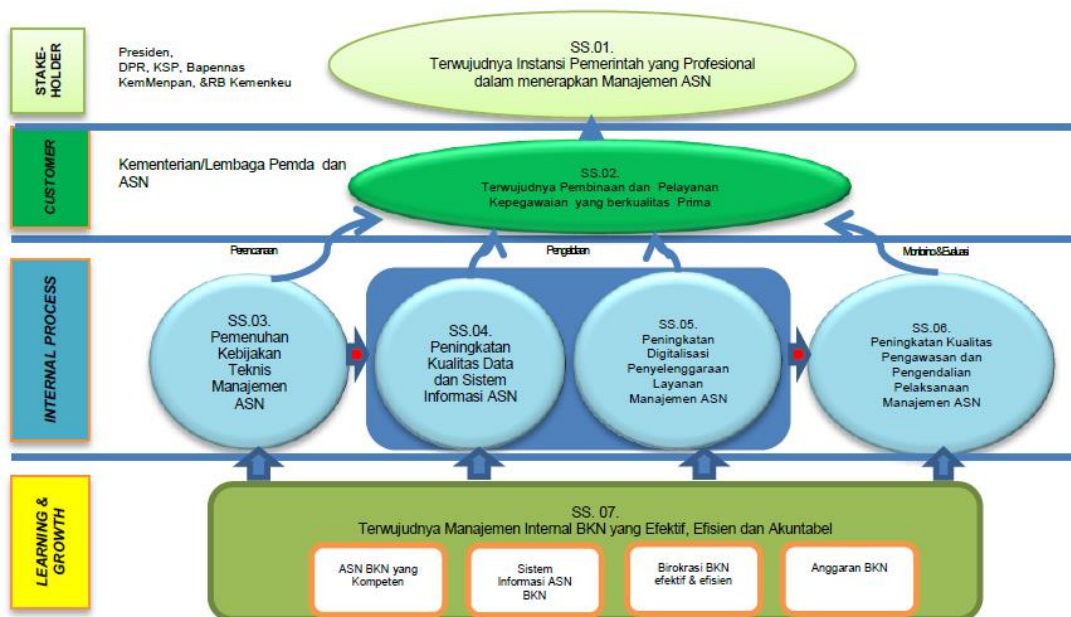 STAKE-
HOLDER
Presiden,
DPR, KSP, Bapennas
KemMenpan, &RB Kemenkeu
SS.01.
Terwujudnya Instansi Pemerintah yang Profesional
dalam menerapkan Manajemen ASN
CUSTOMER
Kementerian/Lembaga Pemda dan
ASN
SS.02.
Terwujudnya Pembinaan dan Pelayanan
Kepegawaian yang berkualitas Prima
Perencanaan
Pengelolaan
INTERNAL PROCESS
SS.03.
Pemenuhan
Kebijakan
Teknis
Manajemen
ASN
SS.04.
Peningkatan
Kualitas Data
dan Sistem
Informasi ASN
SS.05.
Peningkatan
Digitalisasi
Penyelenggaraan
Layanan
Manajemen ASN
SS.06.
Peningkatan Kualitas
Pengawasan dan
Pengendalian
Pelaksanaan
Manajemen ASN
LEARNING &
GROWTH
SS. 07.
Terwujudnya Manajemen Internal BKN yang Efektif, Efisien dan Akuntabel
ASN BKN yang
Kompeten
Sistem
Informasi ASN
BKN
Birokrasi BKN
efektif & efisien
Anggaran BKN